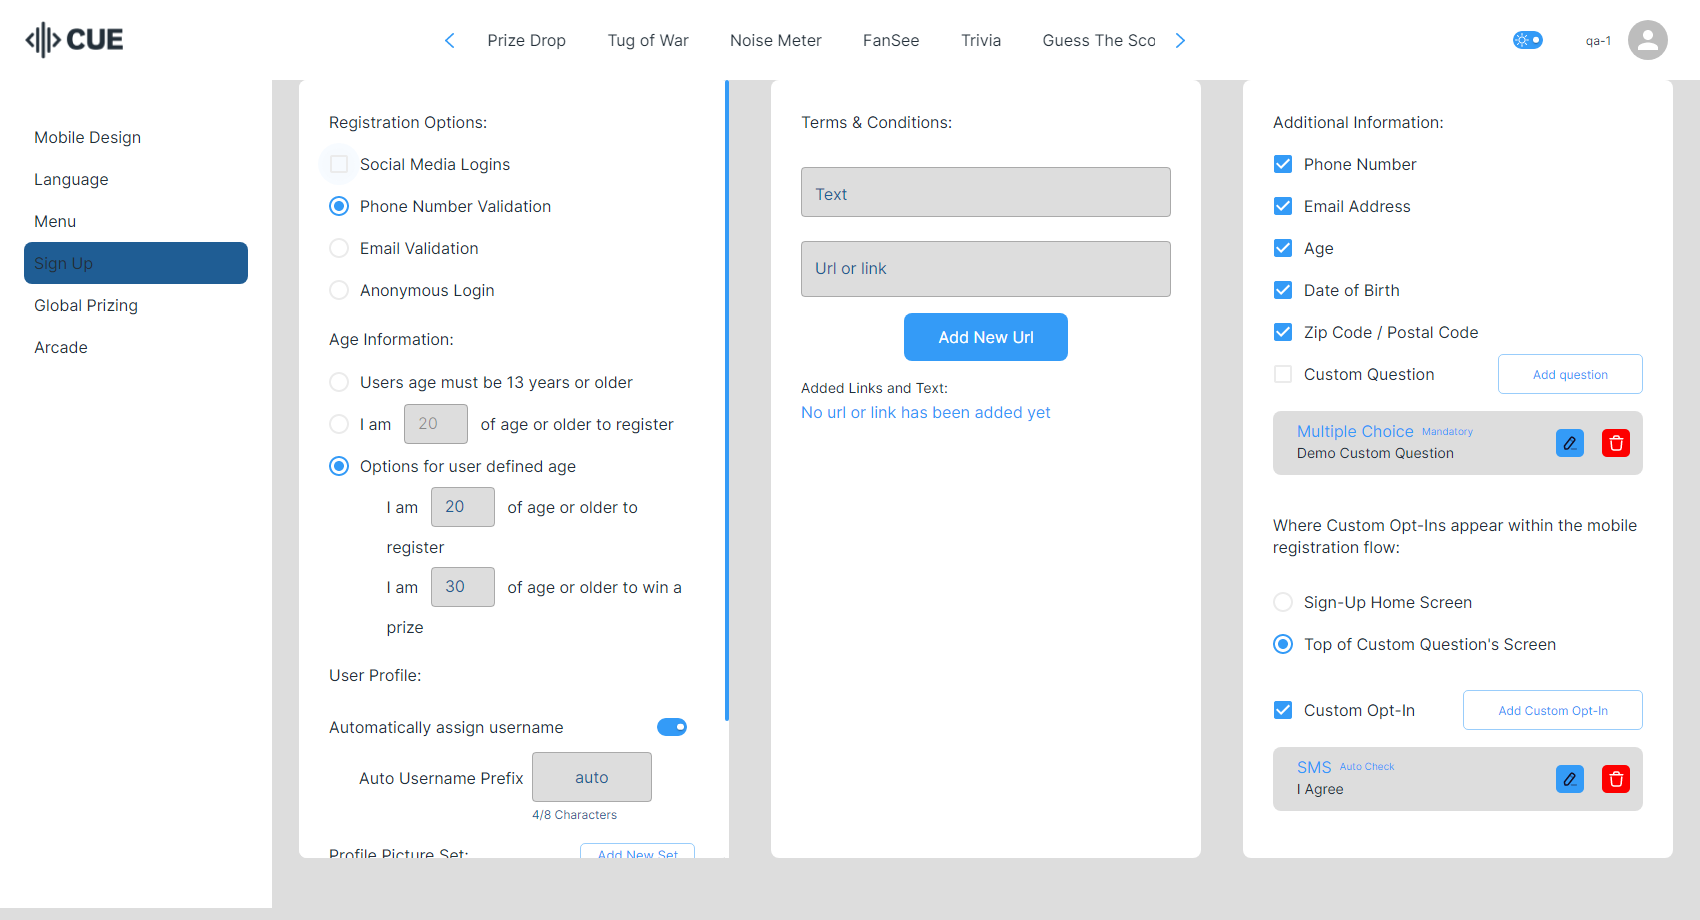 CUE
Prize Drop
Tug of War
Noise Meter
FanSee
Trivia
Guess The Sco
qa-1
Mobile Design
Language
Menu
Sign Up
Global Prizing
Arcade
Registration Options:
Social Media Logins
Phone Number Validation
Email Validation
Anonymous Login
Age Information:
Users age must be 13 years or older
I am 20 of age or older to register
Options for user defined age
I am 20 of age or older to
register
I am 30 of age or older to win a
prize
User Profile:
Automatically assign username
Auto Username Prefix auto
4/8 Characters
Profile Picture Set: Add New Set
Terms & Conditions:
Text
Url or link
Add New Url
Added Links and Text:
No url or link has been added yet
Additional Information:
Phone Number
Email Address
Age
Date of Birth
Zip Code / Postal Code
Custom Question Add question
Multiple Choice Mandatory
Demo Custom Question
Where Custom Opt-Ins appear within the mobile
registration flow:
Sign-Up Home Screen
Top of Custom Question's Screen
Custom Opt-In Add Custom Opt-In
SMS Auto Check
I Agree